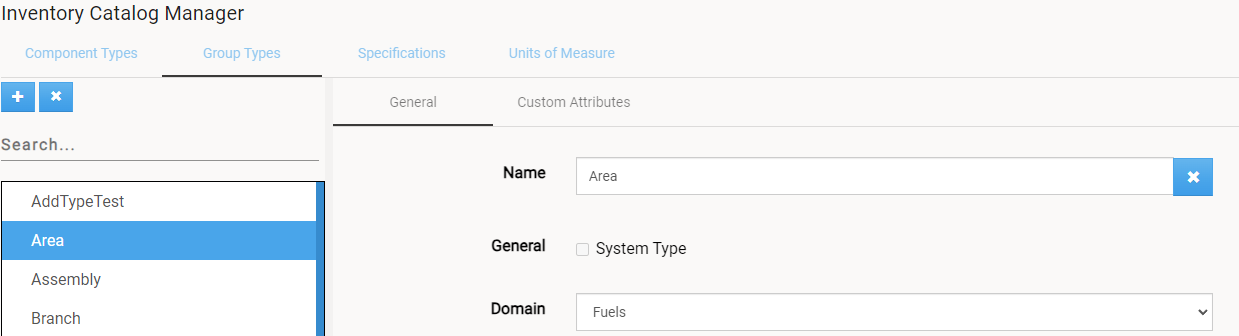 Inventory Catalog Manager
Component Types Group Types Specifications Units of Measure
General Custom Attributes
Search...
Name Area
AddTypeTest
Area
General System Type
Assembly
Domain Fuels
Branch